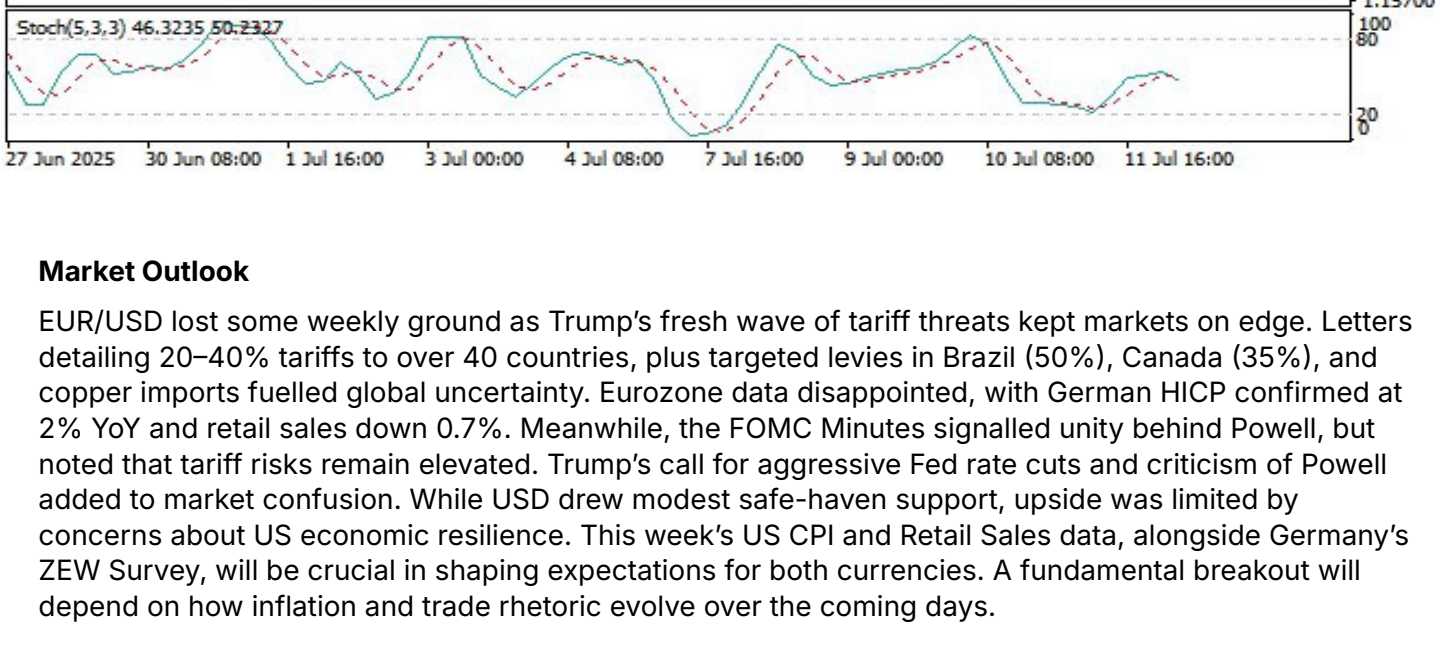 1.15700
Stoch(5,3,3) 46.3235 50.2327
100
80
20
0
27 Jun 2025 30 Jun 08:00 1 Jul 16:00 3 Jul 00:00 4 Jul 08:00 7 Jul 16:00 9 Jul 00:00 10 Jul 08:00 11 Jul 16:00
Market Outlook
EUR/USD lost some weekly ground as Trump’s fresh wave of tariff threats kept markets on edge. Letters
detailing 20–40% tariffs to over 40 countries, plus targeted levies in Brazil (50%), Canada (35%), and
copper imports fuelled global uncertainty. Eurozone data disappointed, with German HICP confirmed at
2% YoY and retail sales down 0.7%. Meanwhile, the FOMC Minutes signalled unity behind Powell, but
noted that tariff risks remain elevated. Trump’s call for aggressive Fed rate cuts and criticism of Powell
added to market confusion. While USD drew modest safe-haven support, upside was limited by
concerns about US economic resilience. This week’s US CPI and Retail Sales data, alongside Germany’s
ZEW Survey, will be crucial in shaping expectations for both currencies. A fundamental breakout will
depend on how inflation and trade rhetoric evolve over the coming days.